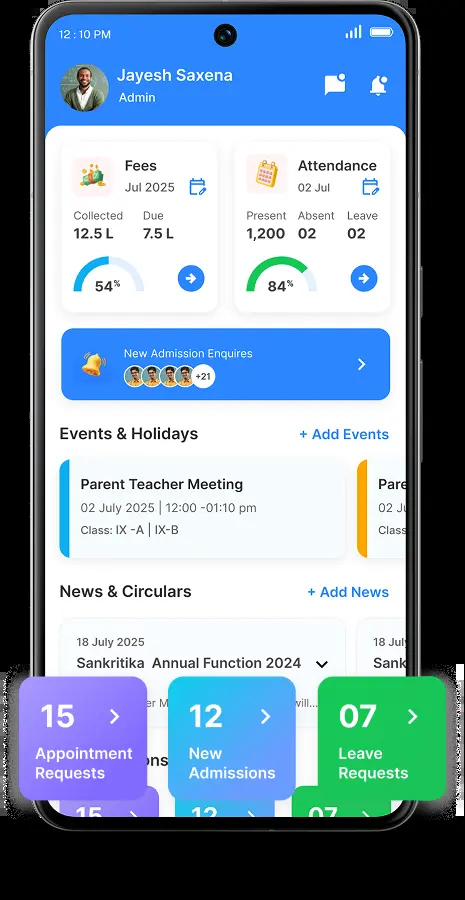 12 : 10 PM
Jayesh Saxena
Admin
Fees
Jul 2025
Collected Due
12.5 L 7.5 L
54%
Attendance
02 Jul
Present Absent Leave
1,200 02 02
84%
New Admission Enquires
+21
Events & Holidays + Add Events
Parent Teacher Meeting
02 July 2025 | 12:00 -01:10 pm
Class: IX -A | IX-B
Pare
02 Ju
Class:
News & Circulars + Add News
18 July 2025
Sankritika Annual Function 2024
will...
18 July
Sank
ons
15
Appointment
Requests
12
New
Admissions
07
Leave
Requests
15 12 07